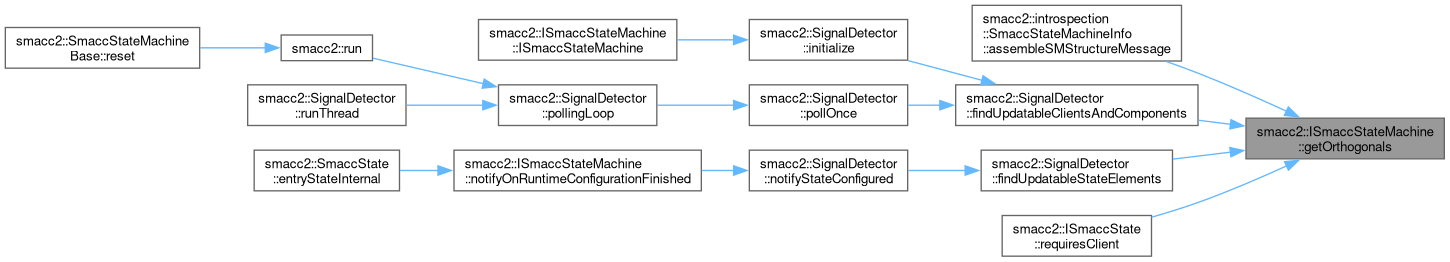 smacc2::SmaccStateMachine
Base::reset
smacc2::run
smacc2::SignalDetector
::runThread
smacc2::SmaccState
::entryStateInternal
smacc2::ISmaccStateMachine
::ISmaccStateMachine
smacc2::SignalDetector
::pollingLoop
smacc2::ISmaccStateMachine
::notifyOnRuntimeConfigurationFinished
smacc2::SignalDetector
::initialize
smacc2::SignalDetector
::pollOnce
smacc2::SignalDetector
::notifyStateConfigured
smacc2::introspection
::SmaccStateMachineInfo
::assembleSMStructureMessage
smacc2::SignalDetector
::findUpdatableClientsAndComponents
smacc2::SignalDetector
::findUpdatableStateElements
smacc2::ISmaccState
::requiresClient
smacc2::ISmaccStateMachine
::getOrthogonals